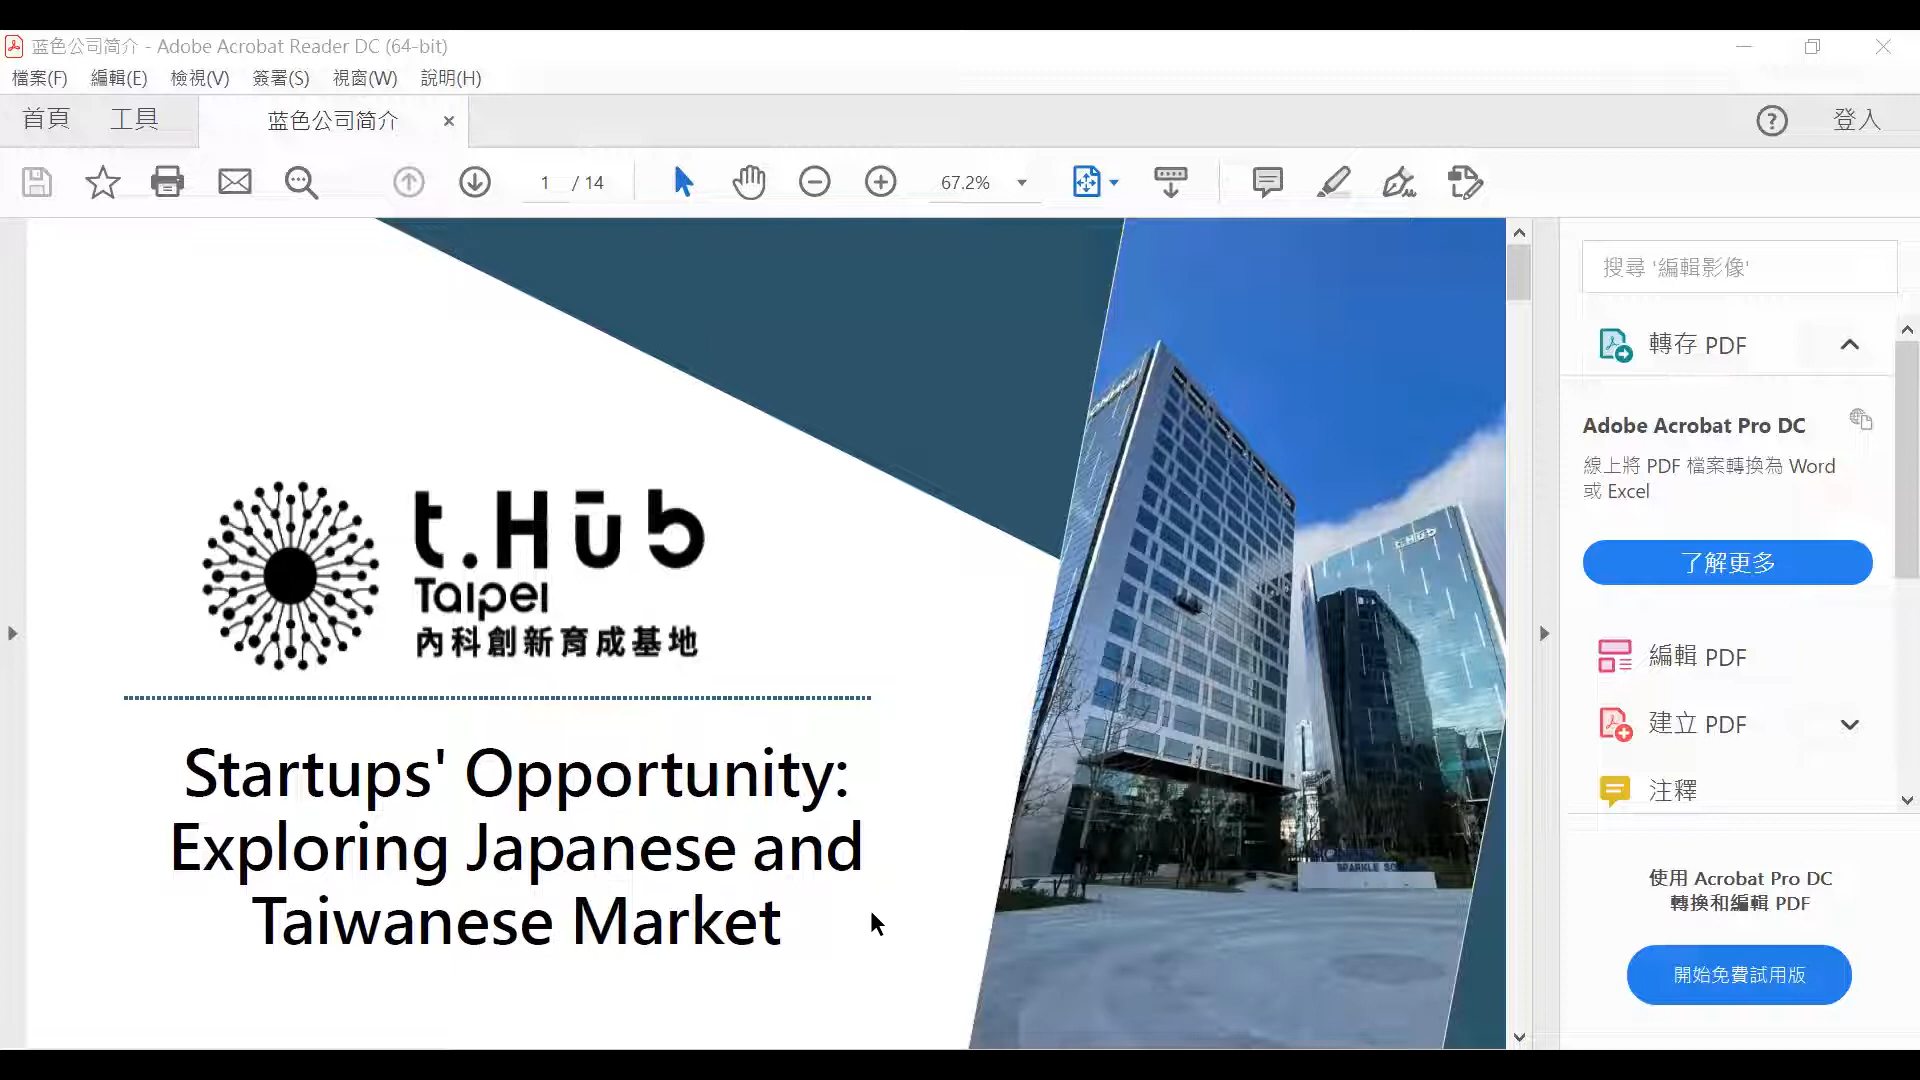 蓝色公司简介 - Adobe Acrobat Reader DC (64-bit)
檔案(F) 編輯(E) 檢視(V) 簽署(S) 視窗(W) 說明(H)
首頁 工具 蓝色公司简介 登入
1 / 14 67.2%
搜尋 '編輯影像'
轉存 PDF
Adobe Acrobat Pro DC
線上將 PDF 檔案轉換為 Word
或 Excel
了解更多
編輯 PDF
建立 PDF
注釋
使用 Acrobat Pro DC
轉換和編輯 PDF
開始免費試用版
t.Hūb
Taipei
內科創新育成基地
Startups' Opportunity:
Exploring Japanese and
Taiwanese Market
t.Hūb